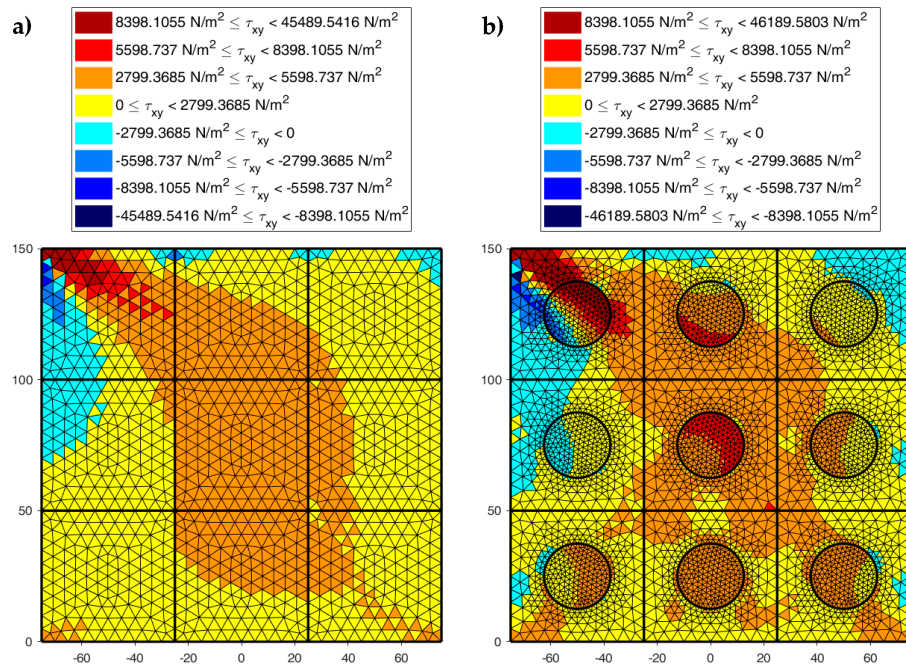 a)
8398.1055 N/m² ≤ τxy < 45489.5416 N/m²
5598.737 N/m² ≤ τxy < 8398.1055 N/m²
2799.3685 N/m² ≤ τxy < 5598.737 N/m²
0 ≤ τxy < 2799.3685 N/m²
-2799.3685 N/m² ≤ τxy < 0
-5598.737 N/m² ≤ τxy < -2799.3685 N/m²
-8398.1055 N/m² ≤ τxy < -5598.737 N/m²
-45489.5416 N/m² ≤ τxy < -8398.1055 N/m²
150
100
50
0
-60 -40 -20 0 20 40 60
b)
8398.1055 N/m² ≤ τxy < 46189.5803 N/m²
5598.737 N/m² ≤ τxy < 8398.1055 N/m²
2799.3685 N/m² ≤ τxy < 5598.737 N/m²
0 ≤ τxy < 2799.3685 N/m²
-2799.3685 N/m² ≤ τxy < 0
-5598.737 N/m² ≤ τxy < -2799.3685 N/m²
-8398.1055 N/m² ≤ τxy < -5598.737 N/m²
-46189.5803 N/m² ≤ τxy < -8398.1055 N/m²
150
100
50
0
-60 -40 -20 0 20 40 60